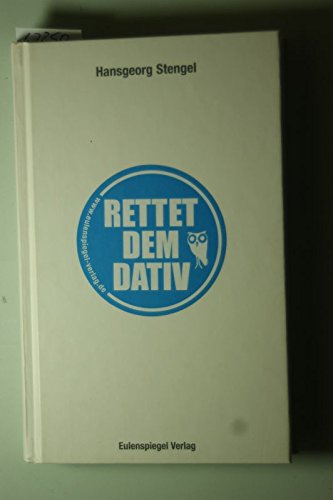 Hansgeorg Stengel
www.eulenspiegel-verlag.de
RETTET
DEM
DATIV
Eulenspiegel Verlag